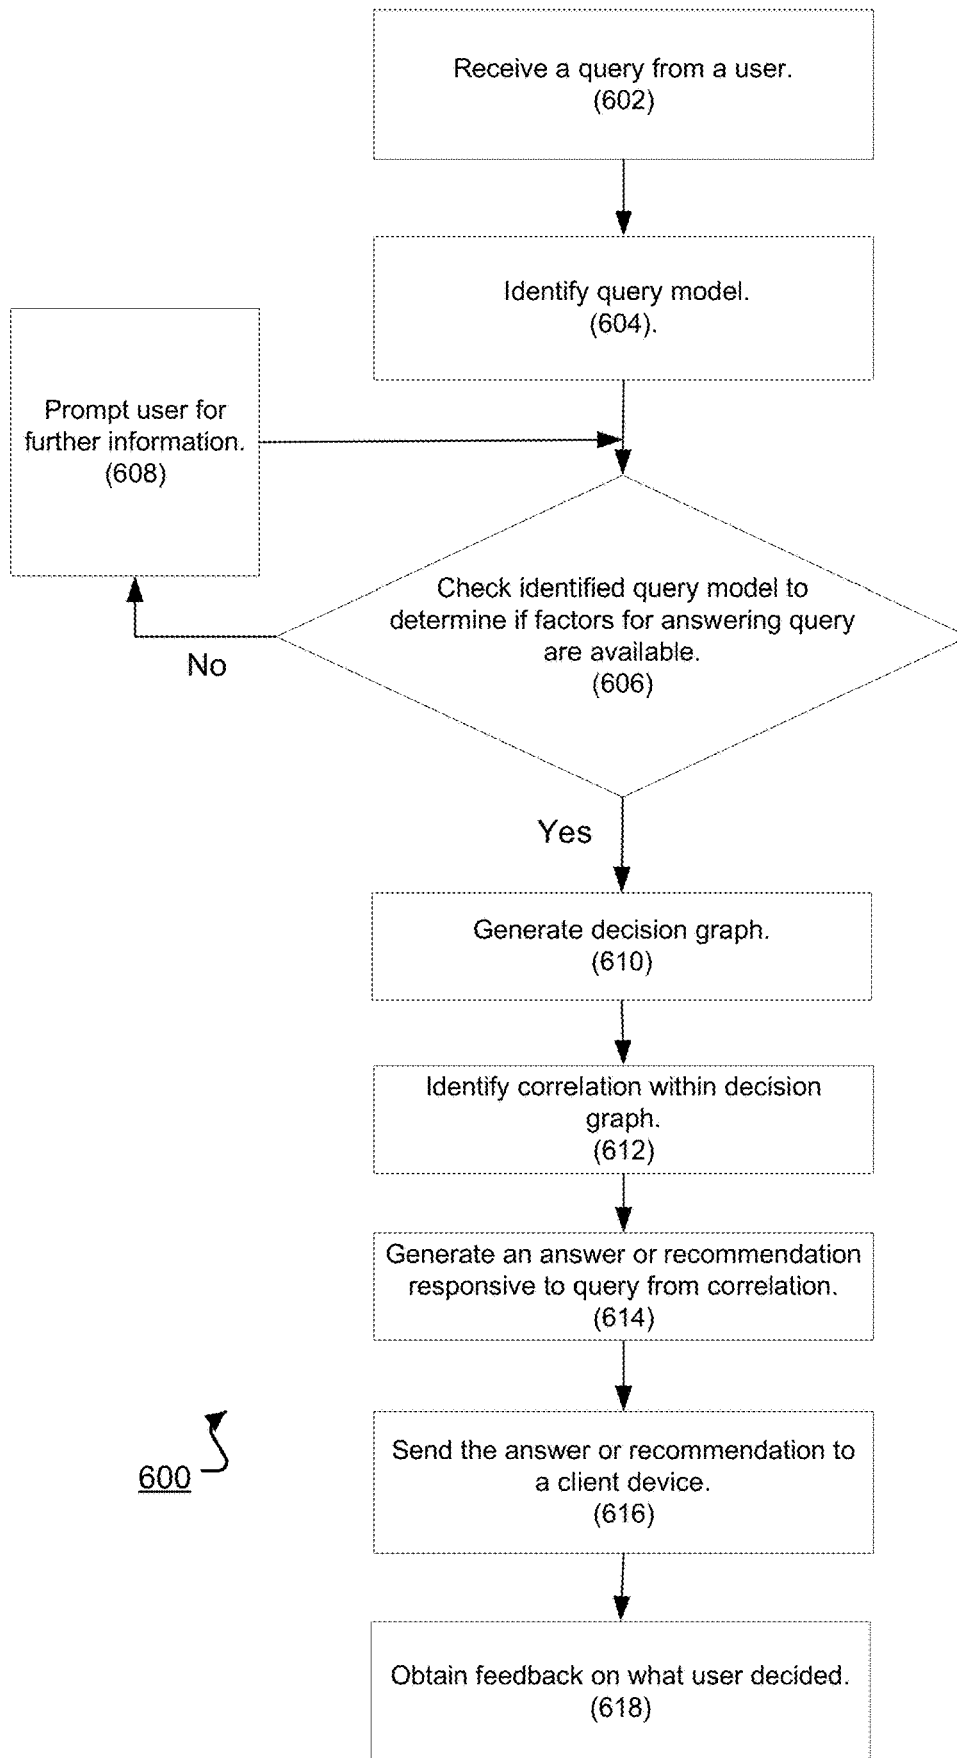 Receive a query from a user.
(602)
Identify query model.
(604).
Prompt user for
further information.
(608)
Check identified query model to
determine if factors for answering query
are available.
(606)
No
Yes
Generate decision graph.
(610)
Identify correlation within decision
graph.
(612)
Generate an answer or recommendation
responsive to query from correlation.
(614)
Send the answer or recommendation to
a client device.
(616)
600
Obtain feedback on what user decided.
(618)